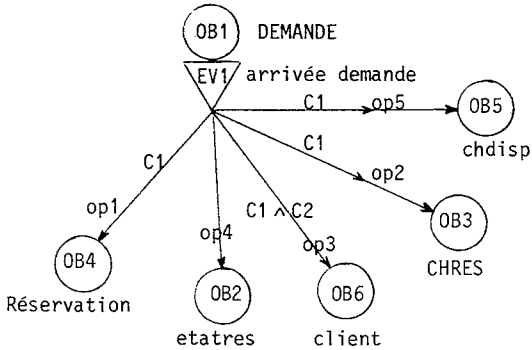 OB1 DEMANDE
EV1 arrivée demande
C1 op5 OB5
chdisp
C1 op2 OB3
CHRES
C1 op1 OB4
Réservation
op4 OB2
etatres
C1 ^ C2 op3 OB6
client